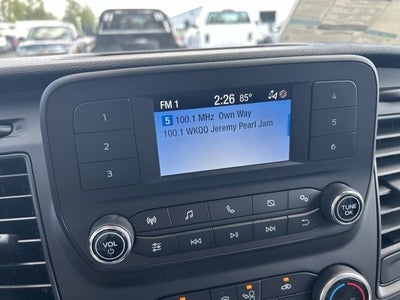 FM 1 2:26 85°
5 100.1 MHz Own Way
100.1 WKQQ Jeremy Pearl Jam
1
2
3
4
5
6
VOL
TUNE
OK